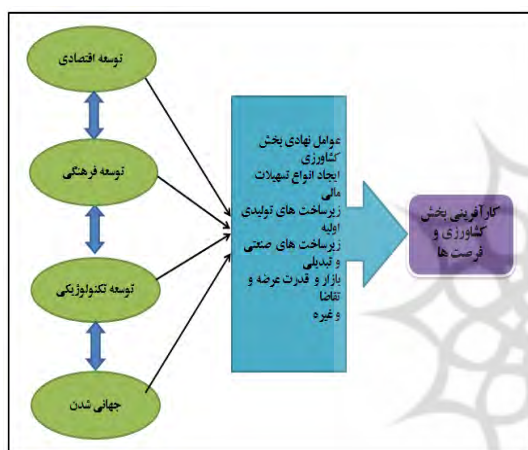 توسعه اقتصادی
توسعه فرهنگی
توسعه تکنولوژیکی
جهانی شدن
عوامل نهادی بخش
کشاورزی
ایجاد انواع تسهیلات
مالی
زیرساخت های تولیدی
اولیه
زیرساخت های صنعتی
و تبدیلی
بازار و قدرت عرضه و
تقاضا
و غیره
کارآفرینی بخش
کشاورزی و
فرصت ها